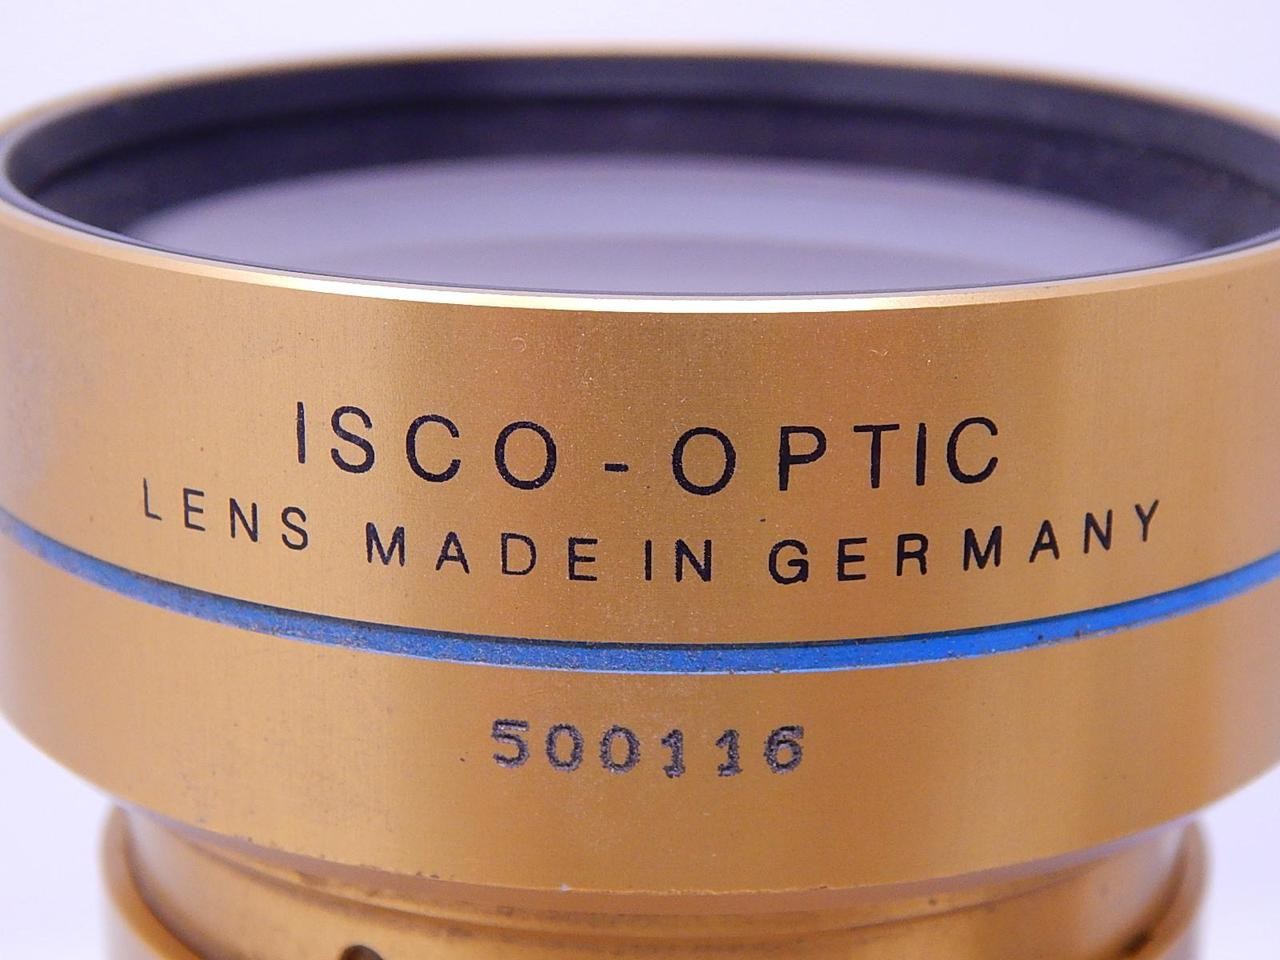 ISCO - OPTIC
LENS MADE IN GERMANY
500116